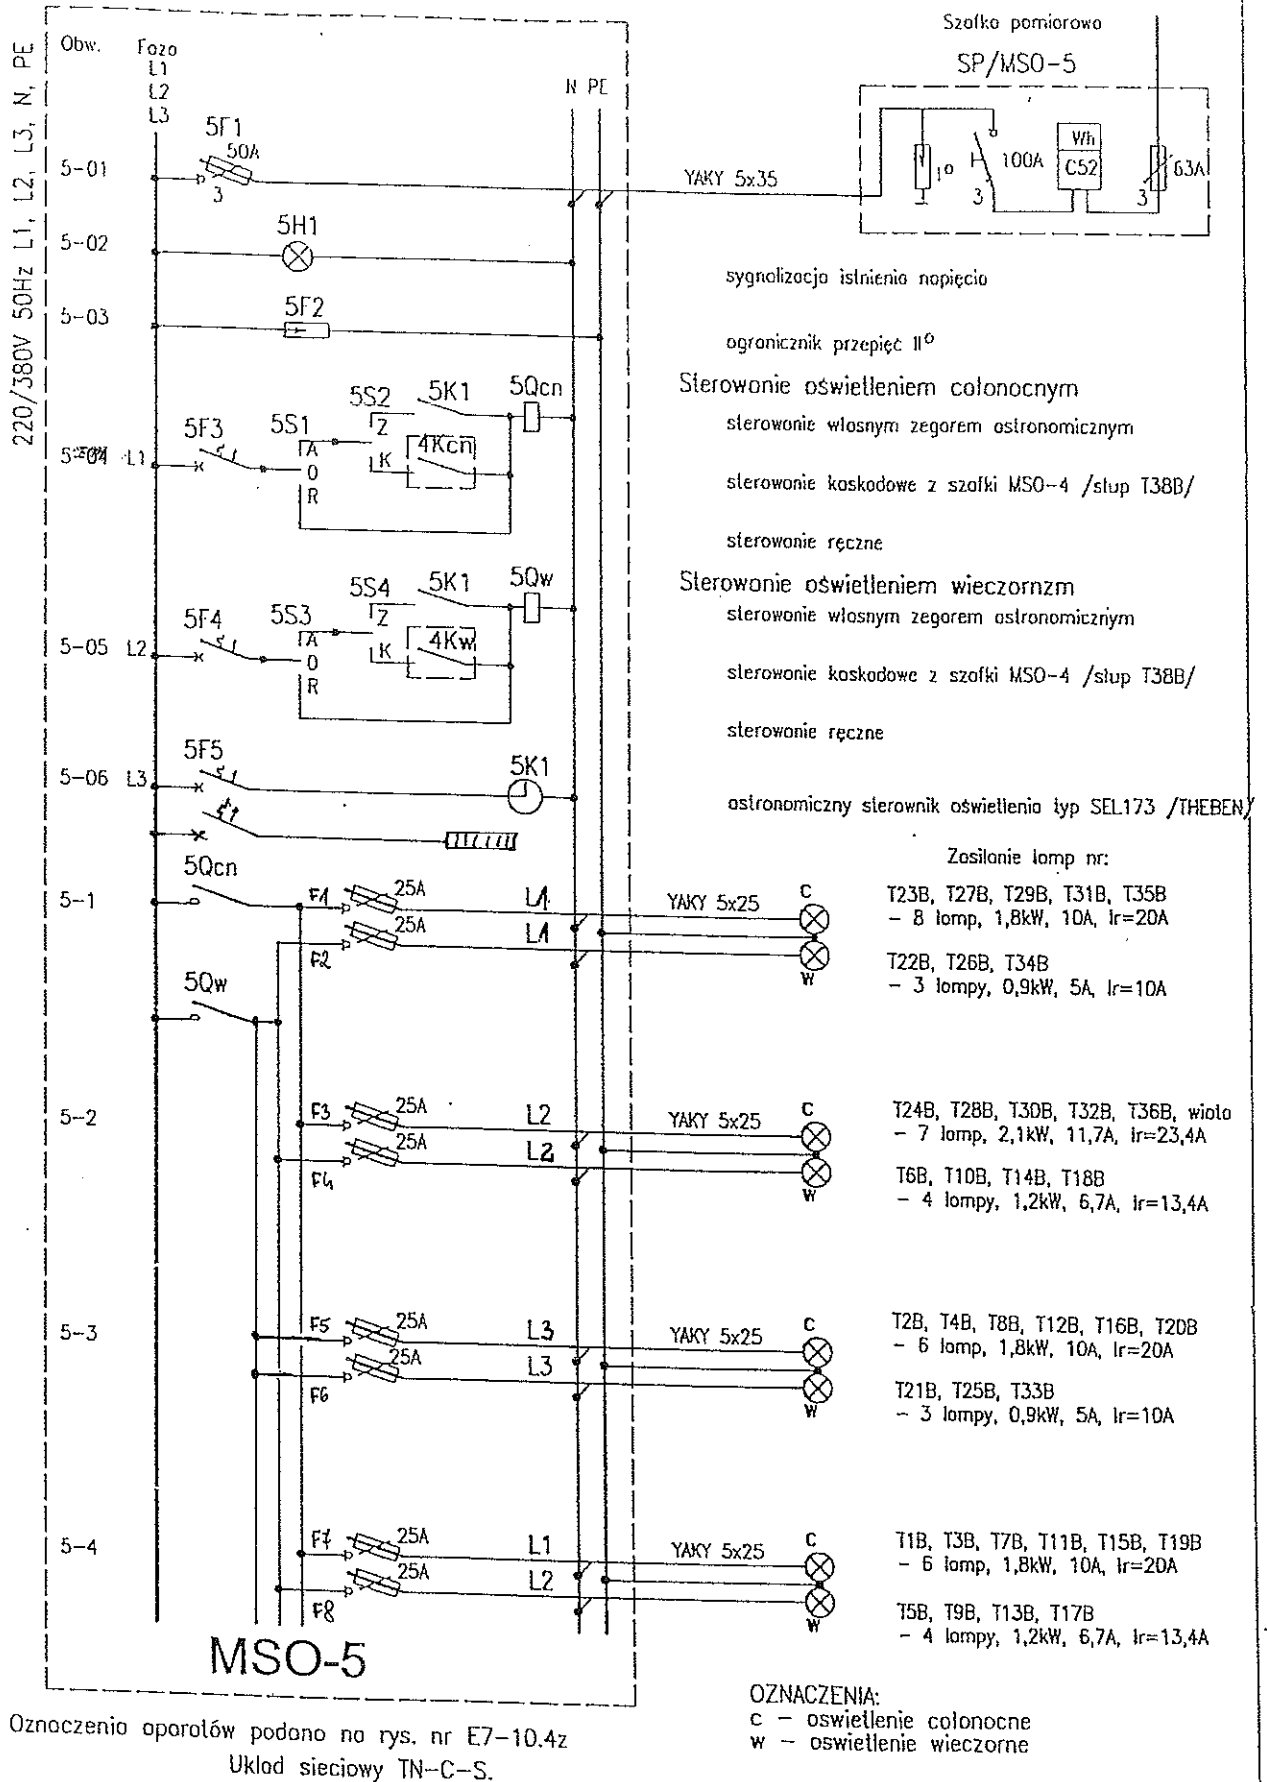 Szafka pomiarowa
SP/MSO-5
Obw.
Faza
L1
L2
L3
N PE
220/380V 50Hz L1, L2, L3, N, PE
5F1
50A
3
5-01
YAKY 5x35
1°
100A
3
Wh
C52
63A
3
5-02
5H1
sygnalizacja istnienia napięcia
5-03
5F2
ogranicznik przepięć II°
Sterowanie oświetleniem całonocnym
5S2
5K1
5Qcn
5F3
5S1
Z
4Kcn
sterowanie własnym zegarem astronomicznym
5-04
L1
A
O
R
K
sterowanie kaskadowe z szafki MSO-4 /słup T38B/
sterowanie ręczne
Sterowanie oświetleniem wieczornzm
5S4
5K1
5Qw
5F4
5S3
Z
4Kw
sterowanie własnym zegarem astronomicznym
5-05
L2
A
O
R
K
sterowanie kaskadowe z szafki MSO-4 /słup T38B/
sterowanie ręczne
5F5
5-06
L3
5K1
astronomiczny sterownik oświetlenia typ SEL173 /THEBEN/
Zasilanie lamp nr:
5Qcn
5-1
F1
25A
L1
YAKY 5x25
C
T23B, T27B, T29B, T31B, T35B
- 8 lamp, 1,8kW, 10A, Ir=20A
F2
25A
L1
W
T22B, T26B, T34B
- 3 lampy, 0,9kW, 5A, Ir=10A
5Qw
5-2
F3
25A
L2
YAKY 5x25
C
T24B, T28B, T30B, T32B, T36B, wiata
- 7 lamp, 2,1kW, 11,7A, Ir=23,4A
F4
25A
L2
W
T6B, T10B, T14B, T18B
- 4 lampy, 1,2kW, 6,7A, Ir=13,4A
5-3
F5
25A
L3
YAKY 5x25
C
T2B, T4B, T8B, T12B, T16B, T20B
- 6 lamp, 1,8kW, 10A, Ir=20A
F6
25A
L3
W
T21B, T25B, T33B
- 3 lampy, 0,9kW, 5A, Ir=10A
5-4
F7
25A
L1
YAKY 5x25
C
T1B, T3B, T7B, T11B, T15B, T19B
- 6 lamp, 1,8kW, 10A, Ir=20A
F8
25A
L2
W
T5B, T9B, T13B, T17B
- 4 lampy, 1,2kW, 6,7A, Ir=13,4A
MSO-5
OZNACZENIA:
C - oswietlenie całonocne
W - oswietlenie wieczorne
Oznaczenia aparatów podano na rys. nr E7-10.4z
Układ sieciowy TN-C-S.